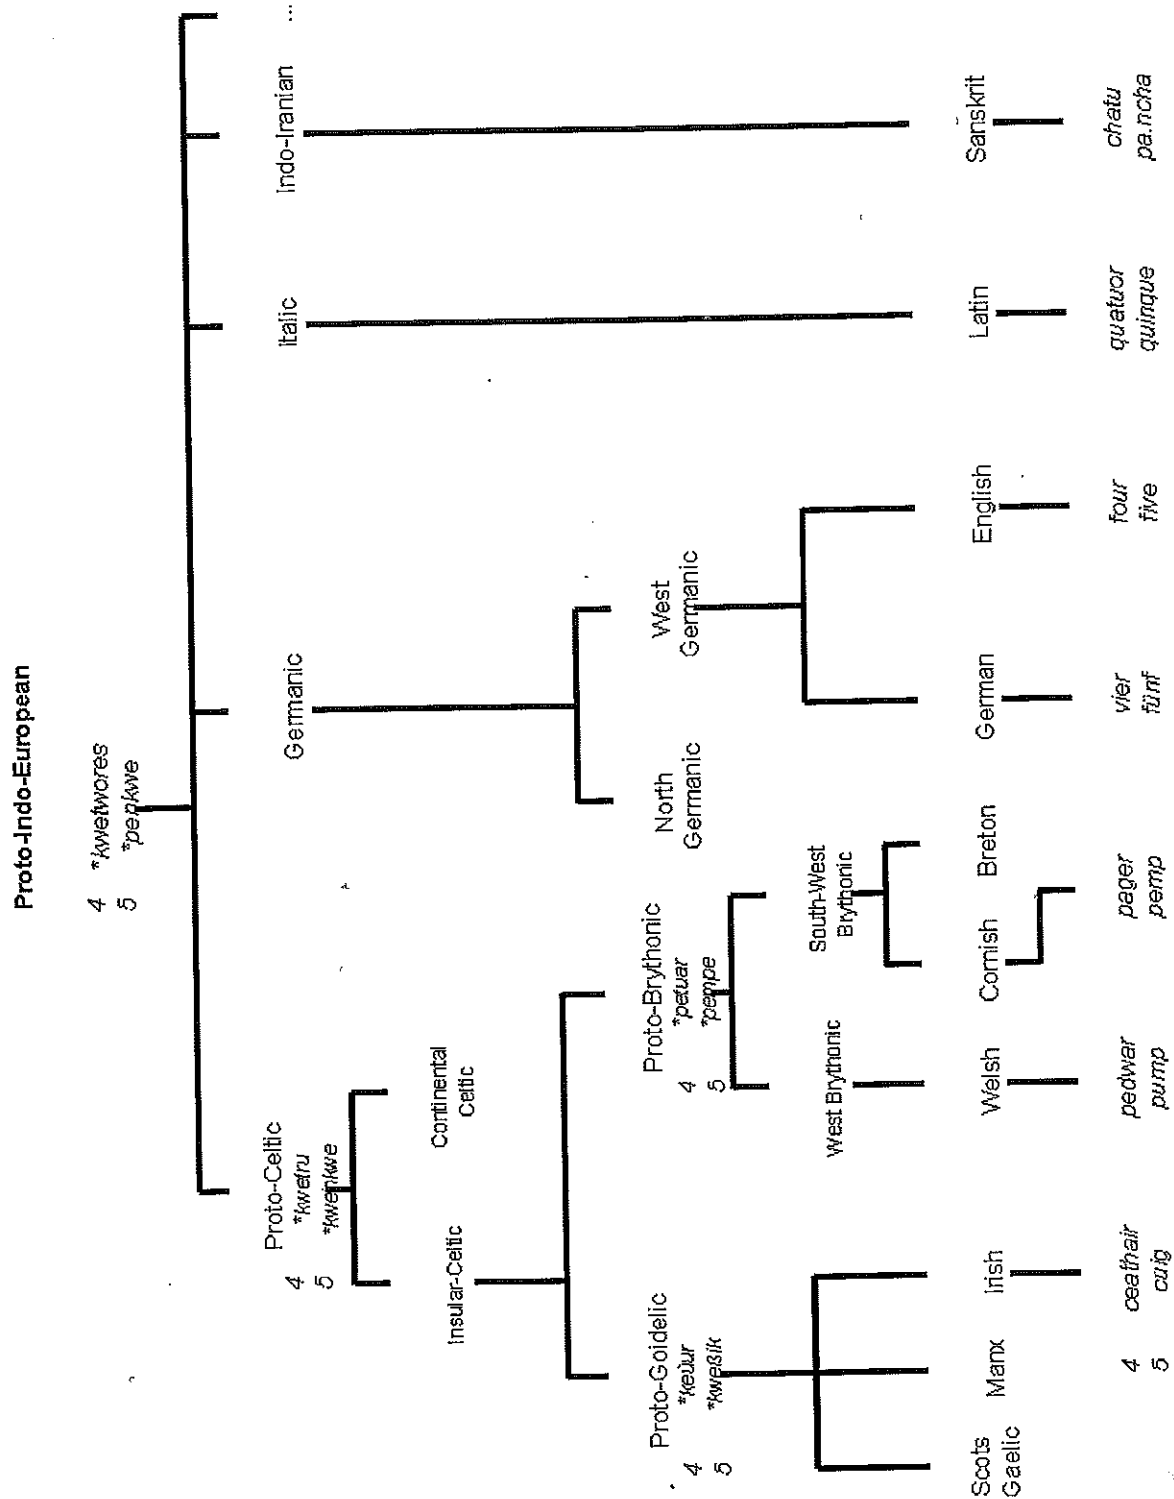 Proto-Indo-European
4 *kwetwores
5 *penkwe
Proto-Celtic
4 *kwetru
5 *kwenkwe
Germanic
Italic
Indo-Iranian
...
Insular-Celtic
Continental
Celtic
Proto-Goidelic
4
5
Proto-Brythonic
4 *petuar
5 *pempe
North
Germanic
West
Germanic
West Brythonic
South-West
Brythonic
Scots
Gaelic
Manx
Irish
Welsh
Cornish
Breton
German
English
Latin
Sanskrit
4 ceathair
5 cuig
pedwar
pump
pager
pemp
vier
fünf
four
five
quatuor
quinque
chatu
pa.ncha